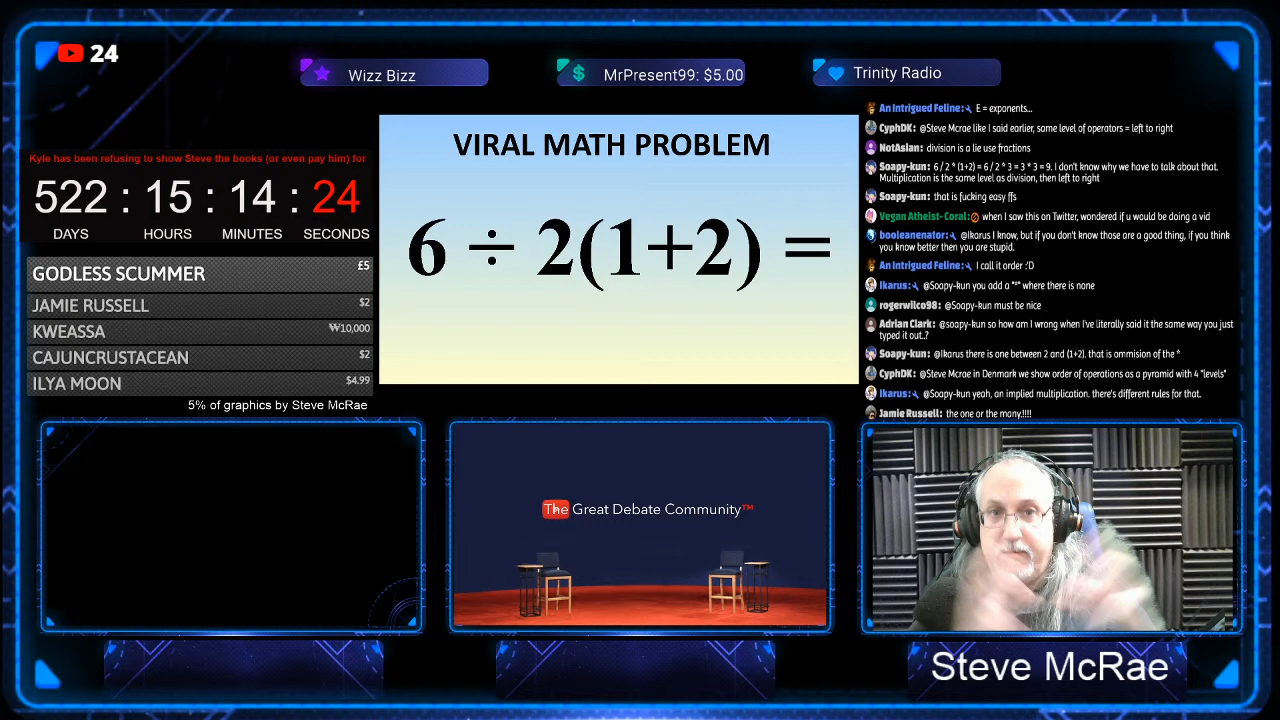 24
Wizz Bizz
MrPresent99: $5.00
Trinity Radio
Kyle has been refusing to show Steve the books (or even pay him) for
522 : 15 : 14 : 24
DAYS HOURS MINUTES SECONDS
GODLESS SCUMMER £5
JAMIE RUSSELL $2
KWEASSA ₩10,000
CAJUNCRUSTACEAN $2
ILYA MOON $4.99
5% of graphics by Steve McRae
VIRAL MATH PROBLEM
6 ÷ 2(1+2) =
An Intrigued Feline: E = exponents...
CyphDK: @Steve Mcrae like I said earlier, same level of operators = left to right
NotAsian: division is a lie use fractions
Soapy-kun: 6 / 2 * (1+2) = 6 / 2 * 3 = 3 * 3 = 9. I don't know why we have to talk about that.
Multiplication is the same level as division, then left to right
Soapy-kun: that is fucking easy ffs
Vegan Atheist- Coral: when I saw this on Twitter, wondered if u would be doing a vid
booleanenator: @Ikarus I know, but if you don't know those are a good thing, if you think
you know better then you are stupid.
An Intrigued Feline: I call it order :'D
Ikarus: @Soapy-kun you add a "*" where there is none
rogerwilco98: @Soapy-kun must be nice
Adrian Clark: @soapy-kun so how am I wrong when I've literally said it the same way you just
typed it out..?
Soapy-kun: @Ikarus there is one between 2 and (1+2). that is ommision of the *
CyphDK: @Steve Mcrae in Denmark we show order of operations as a pyramid with 4 "levels"
Ikarus: @Soapy-kun yeah, an implied multiplication. there's different rules for that.
Jamie Russell: the one or the many.!!!!
The Great Debate Community™
Steve McRae